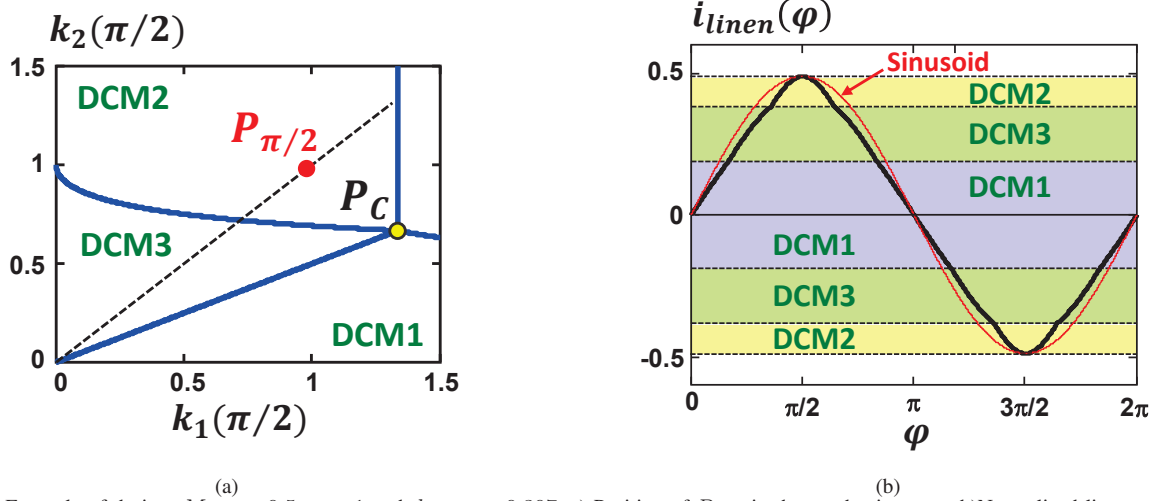 k₂(π/2)
1.5
1
0.5
0
DCM2
P_{π/2}
P_C
DCM3
DCM1
0
0.5
1
1.5
k₁(π/2)
(a)
i_{linen}(φ)
0.5
0
-0.5
Sinusoid
DCM2
DCM3
DCM1
DCM1
DCM3
DCM2
0
π/2
π
3π/2
2π
φ
(b)